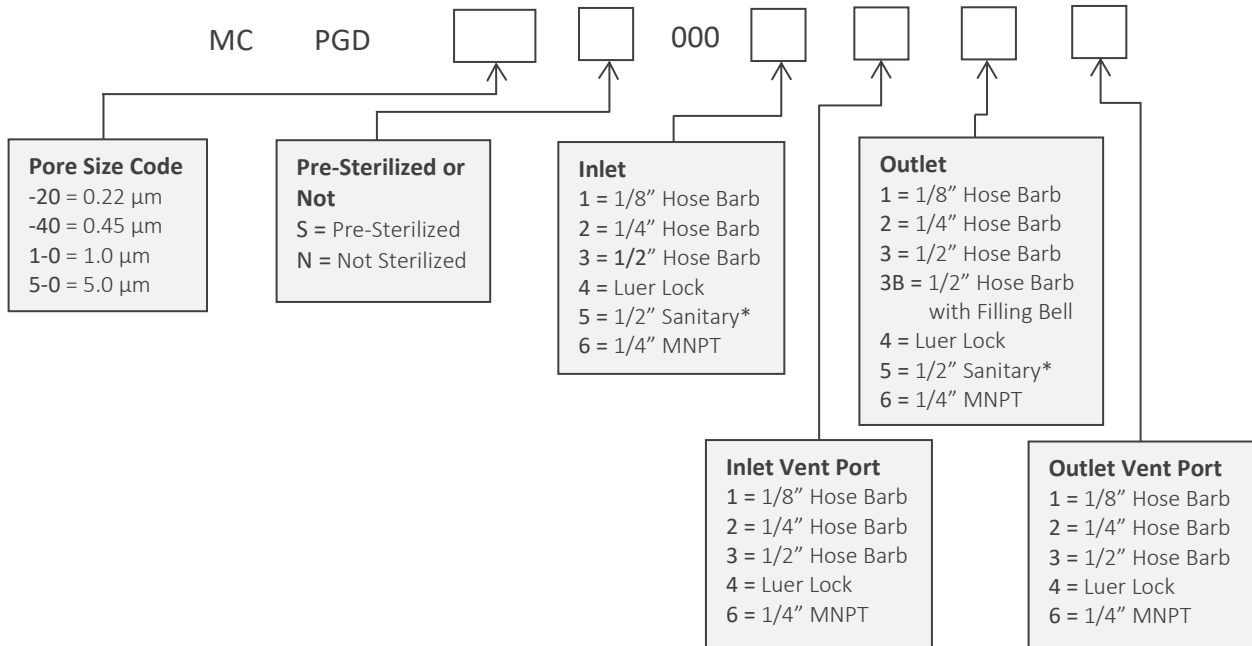 MC PGD 000
Pore Size Code
-20 = 0.22 µm
-40 = 0.45 µm
1-0 = 1.0 µm
5-0 = 5.0 µm
Pre-Sterilized or
Not
S = Pre-Sterilized
N = Not Sterilized
Inlet
1 = 1/8” Hose Barb
2 = 1/4” Hose Barb
3 = 1/2” Hose Barb
4 = Luer Lock
5 = 1/2” Sanitary*
6 = 1/4” MNPT
Outlet
1 = 1/8” Hose Barb
2 = 1/4” Hose Barb
3 = 1/2” Hose Barb
3B = 1/2” Hose Barb
with Filling Bell
4 = Luer Lock
5 = 1/2” Sanitary*
6 = 1/4” MNPT
Inlet Vent Port
1 = 1/8” Hose Barb
2 = 1/4” Hose Barb
3 = 1/2” Hose Barb
4 = Luer Lock
6 = 1/4” MNPT
Outlet Vent Port
1 = 1/8” Hose Barb
2 = 1/4” Hose Barb
3 = 1/2” Hose Barb
4 = Luer Lock
6 = 1/4” MNPT